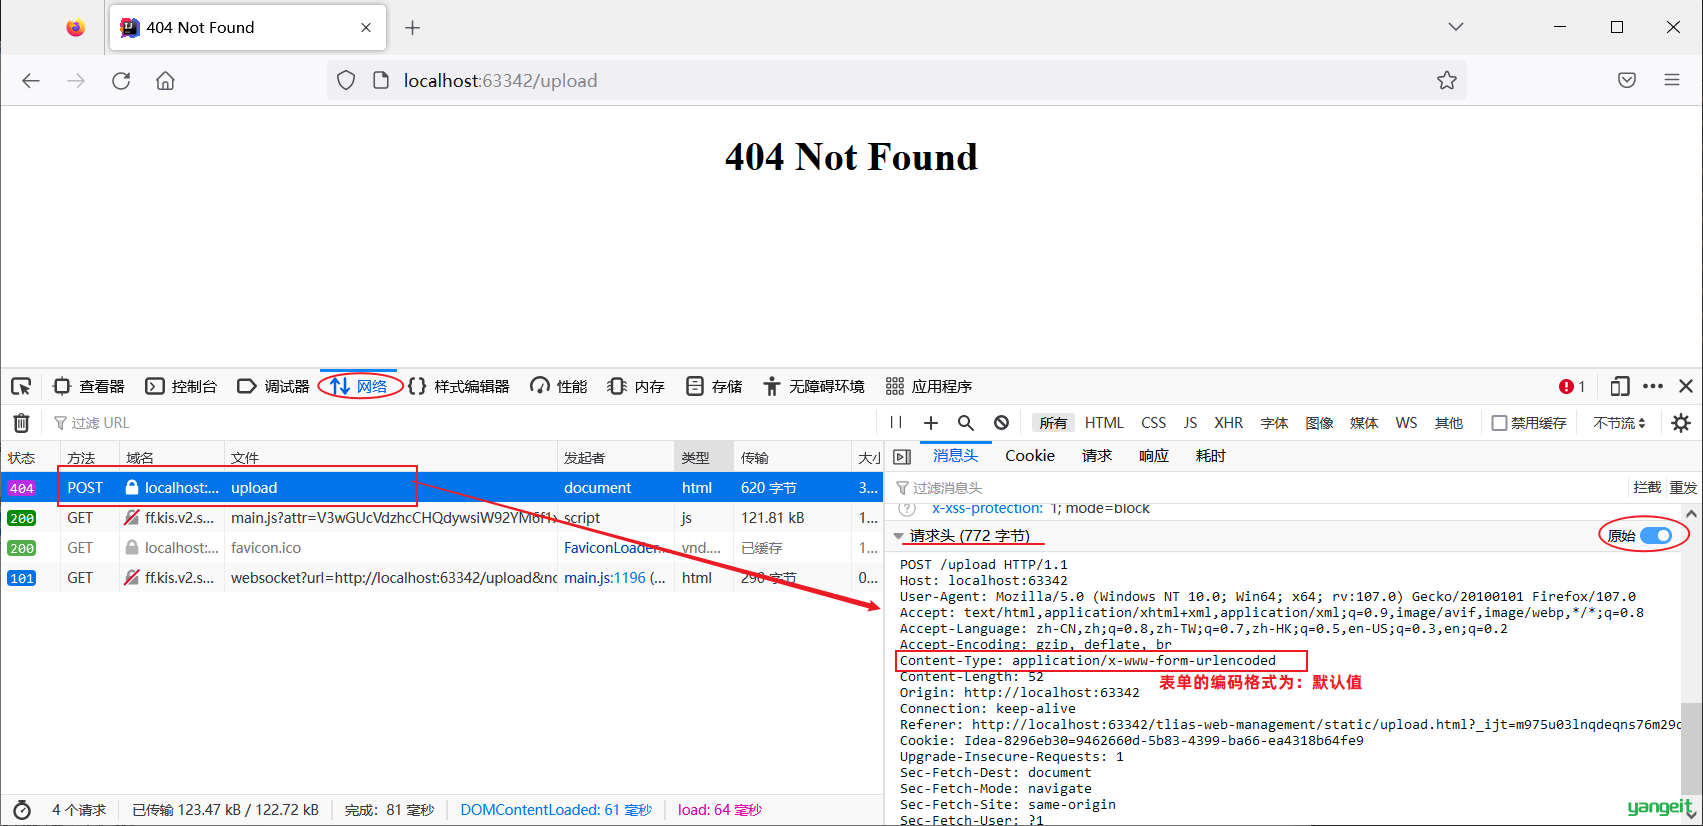 404 Not Found
localhost:63342/upload
404 Not Found
查看器 控制台 调试器 网络 样式编辑器 性能 内存 存储 无障碍环境 应用程序 1
过滤 URL 所有 HTML CSS JS XHR 字体 图像 媒体 WS 其他 禁用缓存 不节流
状态 方法 域名 文件 发起者 类型 传输 大小
404 POST localhost:... upload document html 620 字节 3...
200 GET ff.kis.v2.s... main.js?attr=V3wGUcVdzhcCHQdywsiW92YM6f1x script js 121.81 kB 1...
200 GET localhost:... favicon.ico FaviconLoader... vnd.... 已缓存 1...
101 GET ff.kis.v2.s... websocket?url=http://localhost:63342/upload&nc main.js:1196 (... html 290 字节 0...
4 个请求 已传输 123.47 kB / 122.72 kB 完成：81 毫秒 DOMContentLoaded: 61 毫秒 load: 64 毫秒
消息头 Cookie 请求 响应 耗时
过滤消息头 拦截 重发
x-xss-protection: 1; mode=block
请求头 (772 字节) 原始
POST /upload HTTP/1.1
Host: localhost:63342
User-Agent: Mozilla/5.0 (Windows NT 10.0; Win64; x64; rv:107.0) Gecko/20100101 Firefox/107.0
Accept: text/html,application/xhtml+xml,application/xml;q=0.9,image/avif,image/webp,*/*;q=0.8
Accept-Language: zh-CN,zh;q=0.8,zh-TW;q=0.7,zh-HK;q=0.5,en-US;q=0.3,en;q=0.2
Accept-Encoding: gzip, deflate, br
Content-Type: application/x-www-form-urlencoded
Content-Length: 52
表单的编码格式为：默认值
Origin: http://localhost:63342
Connection: keep-alive
Referer: http://localhost:63342/tlias-web-management/static/upload.html?_ijt=m975u03lnqdeqns76m29c
Cookie: Idea-8296eb30=9462660d-5b83-4399-ba66-ea4318b64fe9
Upgrade-Insecure-Requests: 1
Sec-Fetch-Dest: document
Sec-Fetch-Mode: navigate
Sec-Fetch-Site: same-origin
Sec-Fetch-User: ?1
yangeit